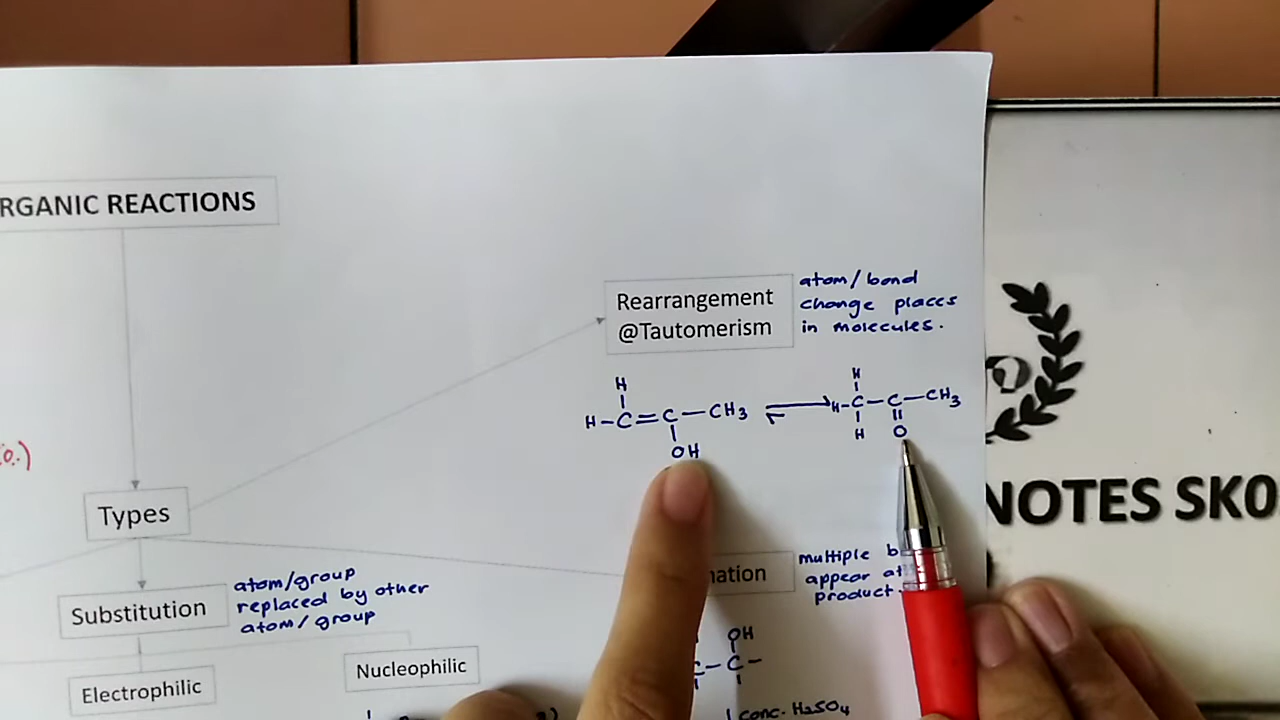 RGANIC REACTIONS
Rearrangement
@Tautomerism
atom/bond
change places
in molecules.
H
H
H-C=C-CH3
H-C-C-CH3
OH
H
O
Types
Substitution
atom/group
replaced by other
atom/group
nation
multiple b
appear at
product.
Electrophilic
Nucleophilic
OH
C-C-
conc. H2SO4
NOTES SK0